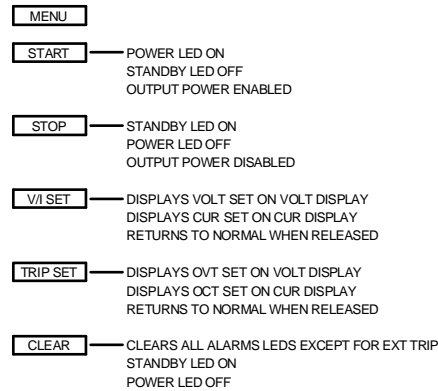 MENU
START POWER LED ON
STANDBY LED OFF
OUTPUT POWER ENABLED
STOP STANDBY LED ON
POWER LED OFF
OUTPUT POWER DISABLED
V/I SET DISPLAYS VOLT SET ON VOLT DISPLAY
DISPLAYS CUR SET ON CUR DISPLAY
RETURNS TO NORMAL WHEN RELEASED
TRIP SET DISPLAYS OVT SET ON VOLT DISPLAY
DISPLAYS OCT SET ON CUR DISPLAY
RETURNS TO NORMAL WHEN RELEASED
CLEAR CLEARS ALL ALARMS LEDS EXCEPT FOR EXT TRIP
STANDBY LED ON
POWER LED OFF